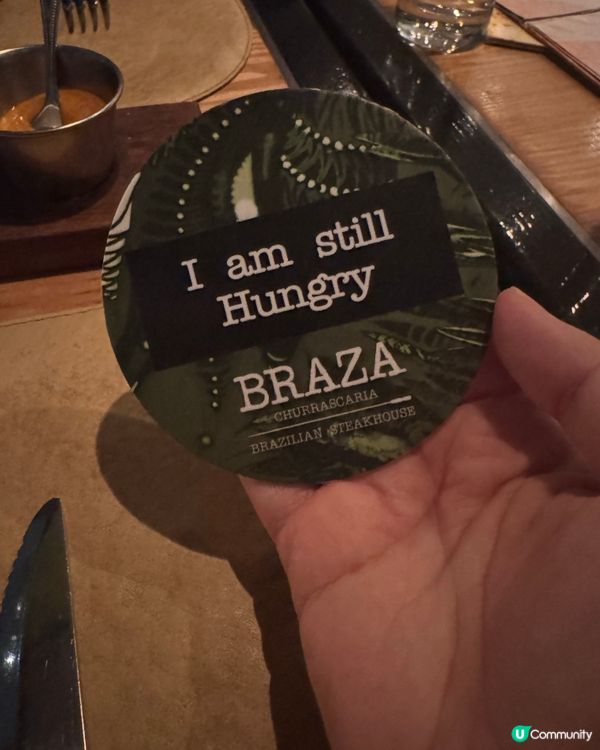 I am still
Hungry
BRAZA
CHURRASCARIA
BRAZILIAN STEAKHOUSE
U Community